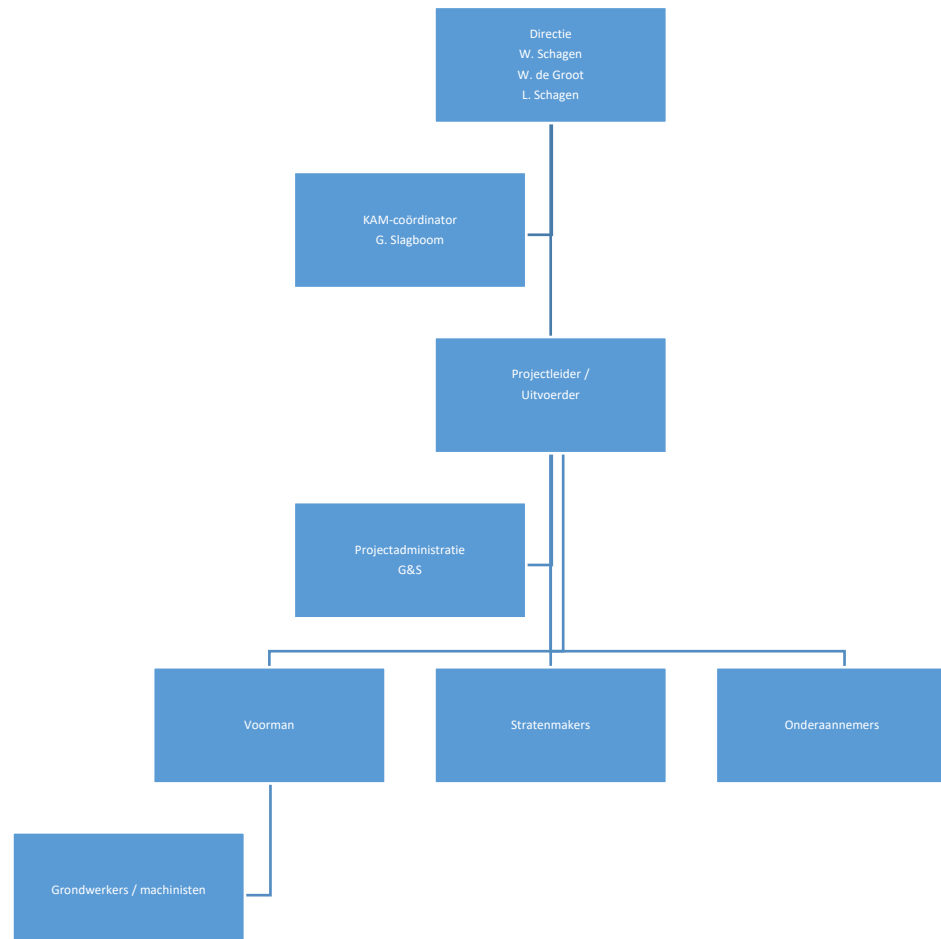 Directie
W. Schagen
W. de Groot
L. Schagen
KAM-coördinator
G. Slagboom
Projectleider /
Uitvoerder
Projectadministratie
G&S
Voorman
Stratenmakers
Onderaannemers
Grondwerkers / machinisten